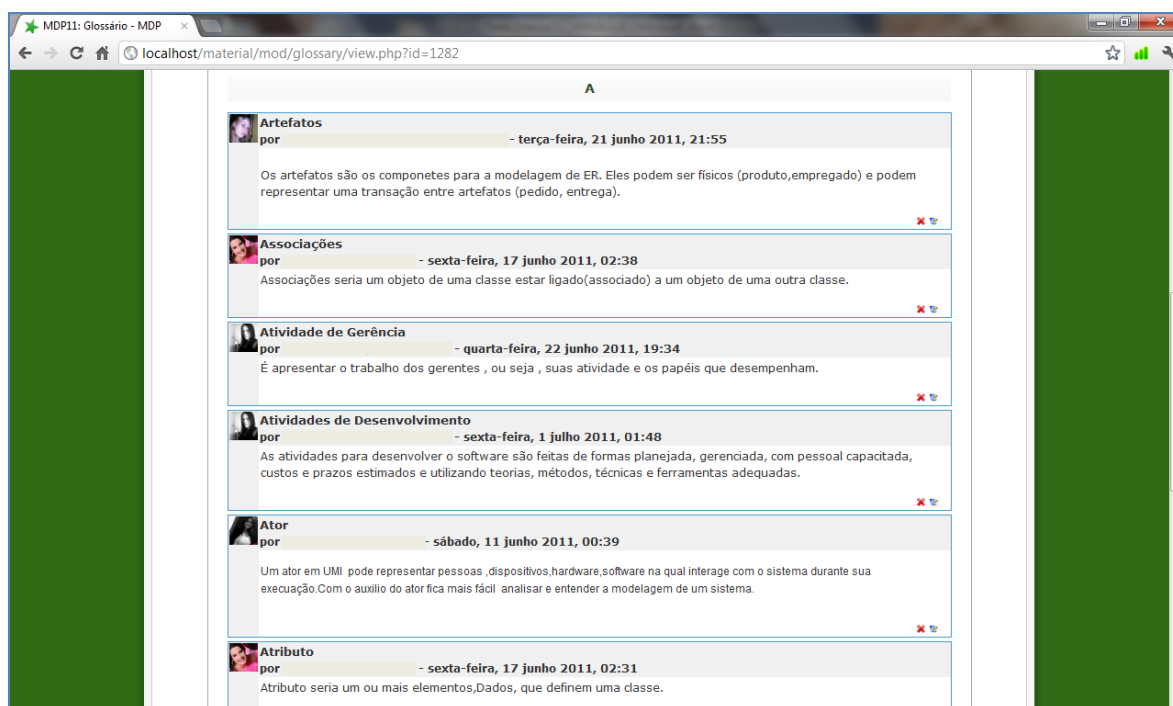 MDP11: Glossário - MDP
localhost/material/mod/glossary/view.php?id=1282
A
Artefatos
por - terça-feira, 21 junho 2011, 21:55
Os artefatos são os componetes para a modelagem de ER. Eles podem ser físicos (produto,empregado) e podem
representar uma transação entre artefatos (pedido, entrega).
Associações
por - sexta-feira, 17 junho 2011, 02:38
Associações seria um objeto de uma classe estar ligado(associado) a um objeto de uma outra classe.
Atividade de Gerência
por - quarta-feira, 22 junho 2011, 19:34
É apresentar o trabalho dos gerentes , ou seja , suas atividade e os papéis que desempenham.
Atividades de Desenvolvimento
por - sexta-feira, 1 julho 2011, 01:48
As atividades para desenvolver o software são feitas de formas planejada, gerenciada, com pessoal capacitada,
custos e prazos estimados e utilizando teorias, métodos, técnicas e ferramentas adequadas.
Ator
por - sábado, 11 junho 2011, 00:39
Um ator em UMl pode representar pessoas ,dispositivos,hardware,software na qual interage com o sistema durante sua
execuação.Com o auxilio do ator fica mais fácil analisar e entender a modelagem de um sistema.
Atributo
por - sexta-feira, 17 junho 2011, 02:31
Atributo seria um ou mais elementos,Dados, que definem uma classe.